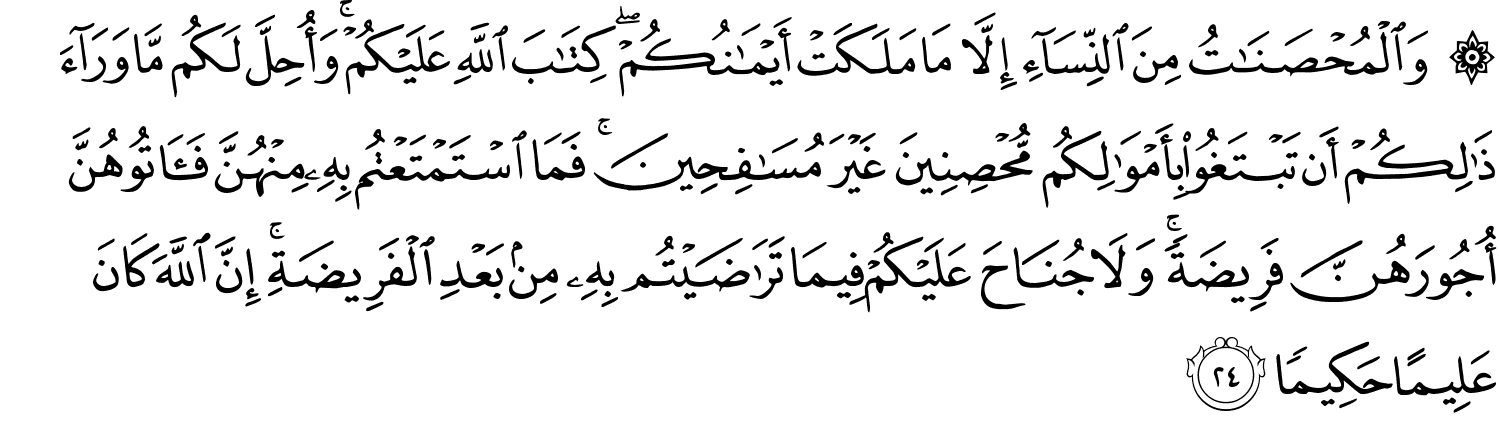 ۞ وَٱلْمُحْصَنَـٰتُ مِنَ ٱلنِّسَآءِ إِلَّا مَا مَلَكَتْ أَيْمَـٰنُكُمْ ۖ كِتَـٰبَ ٱللَّهِ عَلَيْكُمْ ۚ وَأُحِلَّ لَكُم مَّا وَرَآءَ
ذَٰلِكُمْ أَن تَبْتَغُوا۟ بِأَمْوَٰلِكُم مُّحْصِنِينَ غَيْرَ مُسَـٰفِحِينَ ۚ فَمَا ٱسْتَمْتَعْتُم بِهِۦ مِنْهُنَّ فَـَٔاتُوهُنَّ
أُجُورَهُنَّ فَرِيضَةً ۚ وَلَا جُنَاحَ عَلَيْكُمْ فِيمَا تَرَٰضَيْتُم بِهِۦ مِنۢ بَعْدِ ٱلْفَرِيضَةِ ۚ إِنَّ ٱللَّهَ كَانَ
عَلِيمًا حَكِيمًا ٢٤